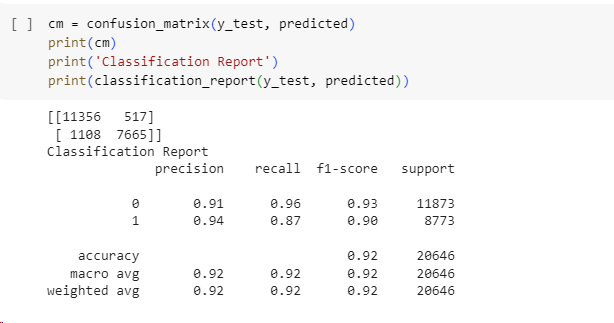 [ ] cm = confusion_matrix(y_test, predicted)
print(cm)
print('Classification Report')
print(classification_report(y_test, predicted))
[[11356 517]
[ 1108 7665]]
Classification Report
precision recall f1-score support
0 0.91 0.96 0.93 11873
1 0.94 0.87 0.90 8773
accuracy 0.92 20646
macro avg 0.92 0.92 0.92 20646
weighted avg 0.92 0.92 0.92 20646